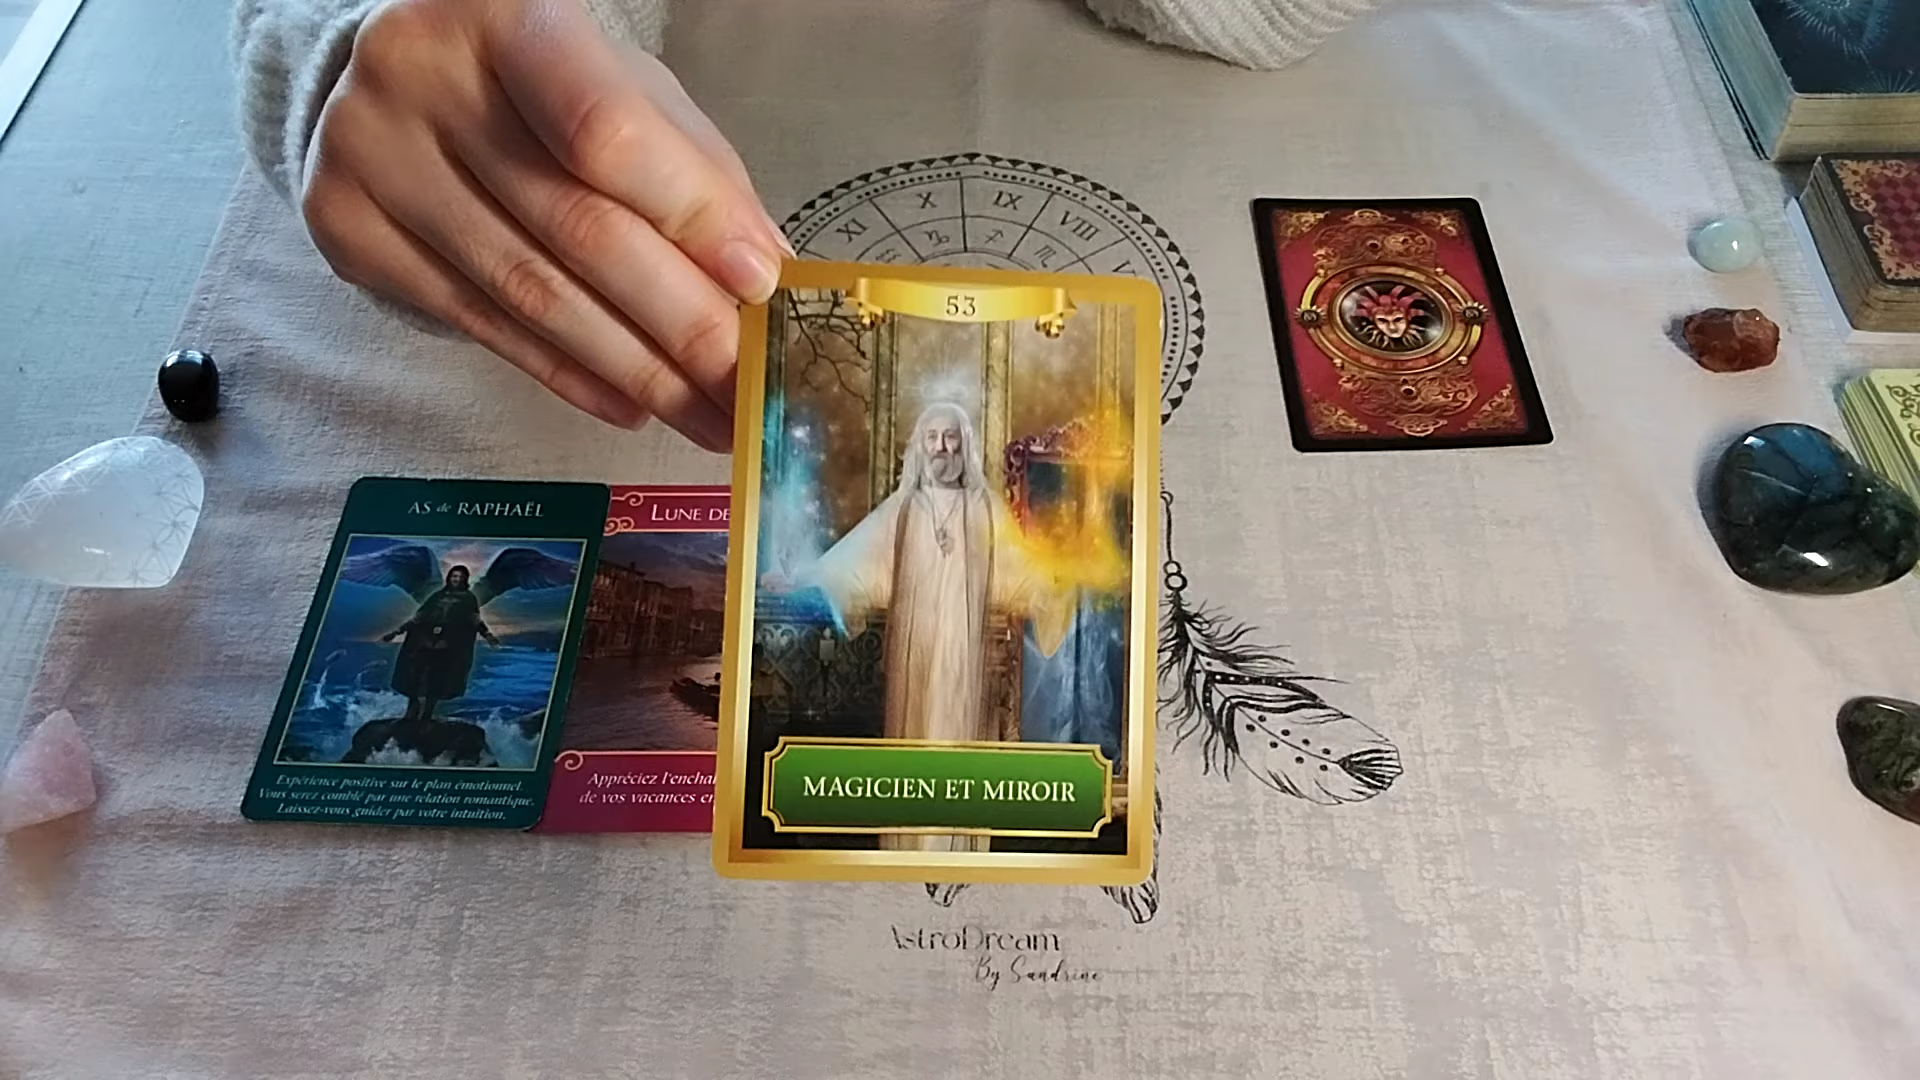 X
IX
XI
VIII
53
AS de RAPHAËL
LUNE DE
Expérience positive sur le plan émotionnel.
Vous serez comblé par une relation romantique.
Laissez-vous guider par votre intuition.
Appréciez
de vos vacances
MAGICIEN ET MIROIR
AstroDream
By Sandrine